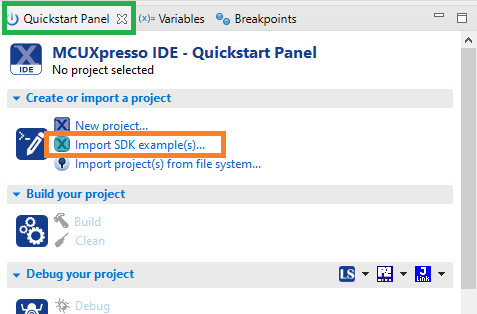 Quickstart Panel (x)= Variables Breakpoints
X IDE
MCUXpresso IDE - Quickstart Panel
No project selected
Create or import a project
New project...
Import SDK example(s)...
Import project(s) from file system...
Build your project
Build
Clean
Debug your project LS J Link
Debug